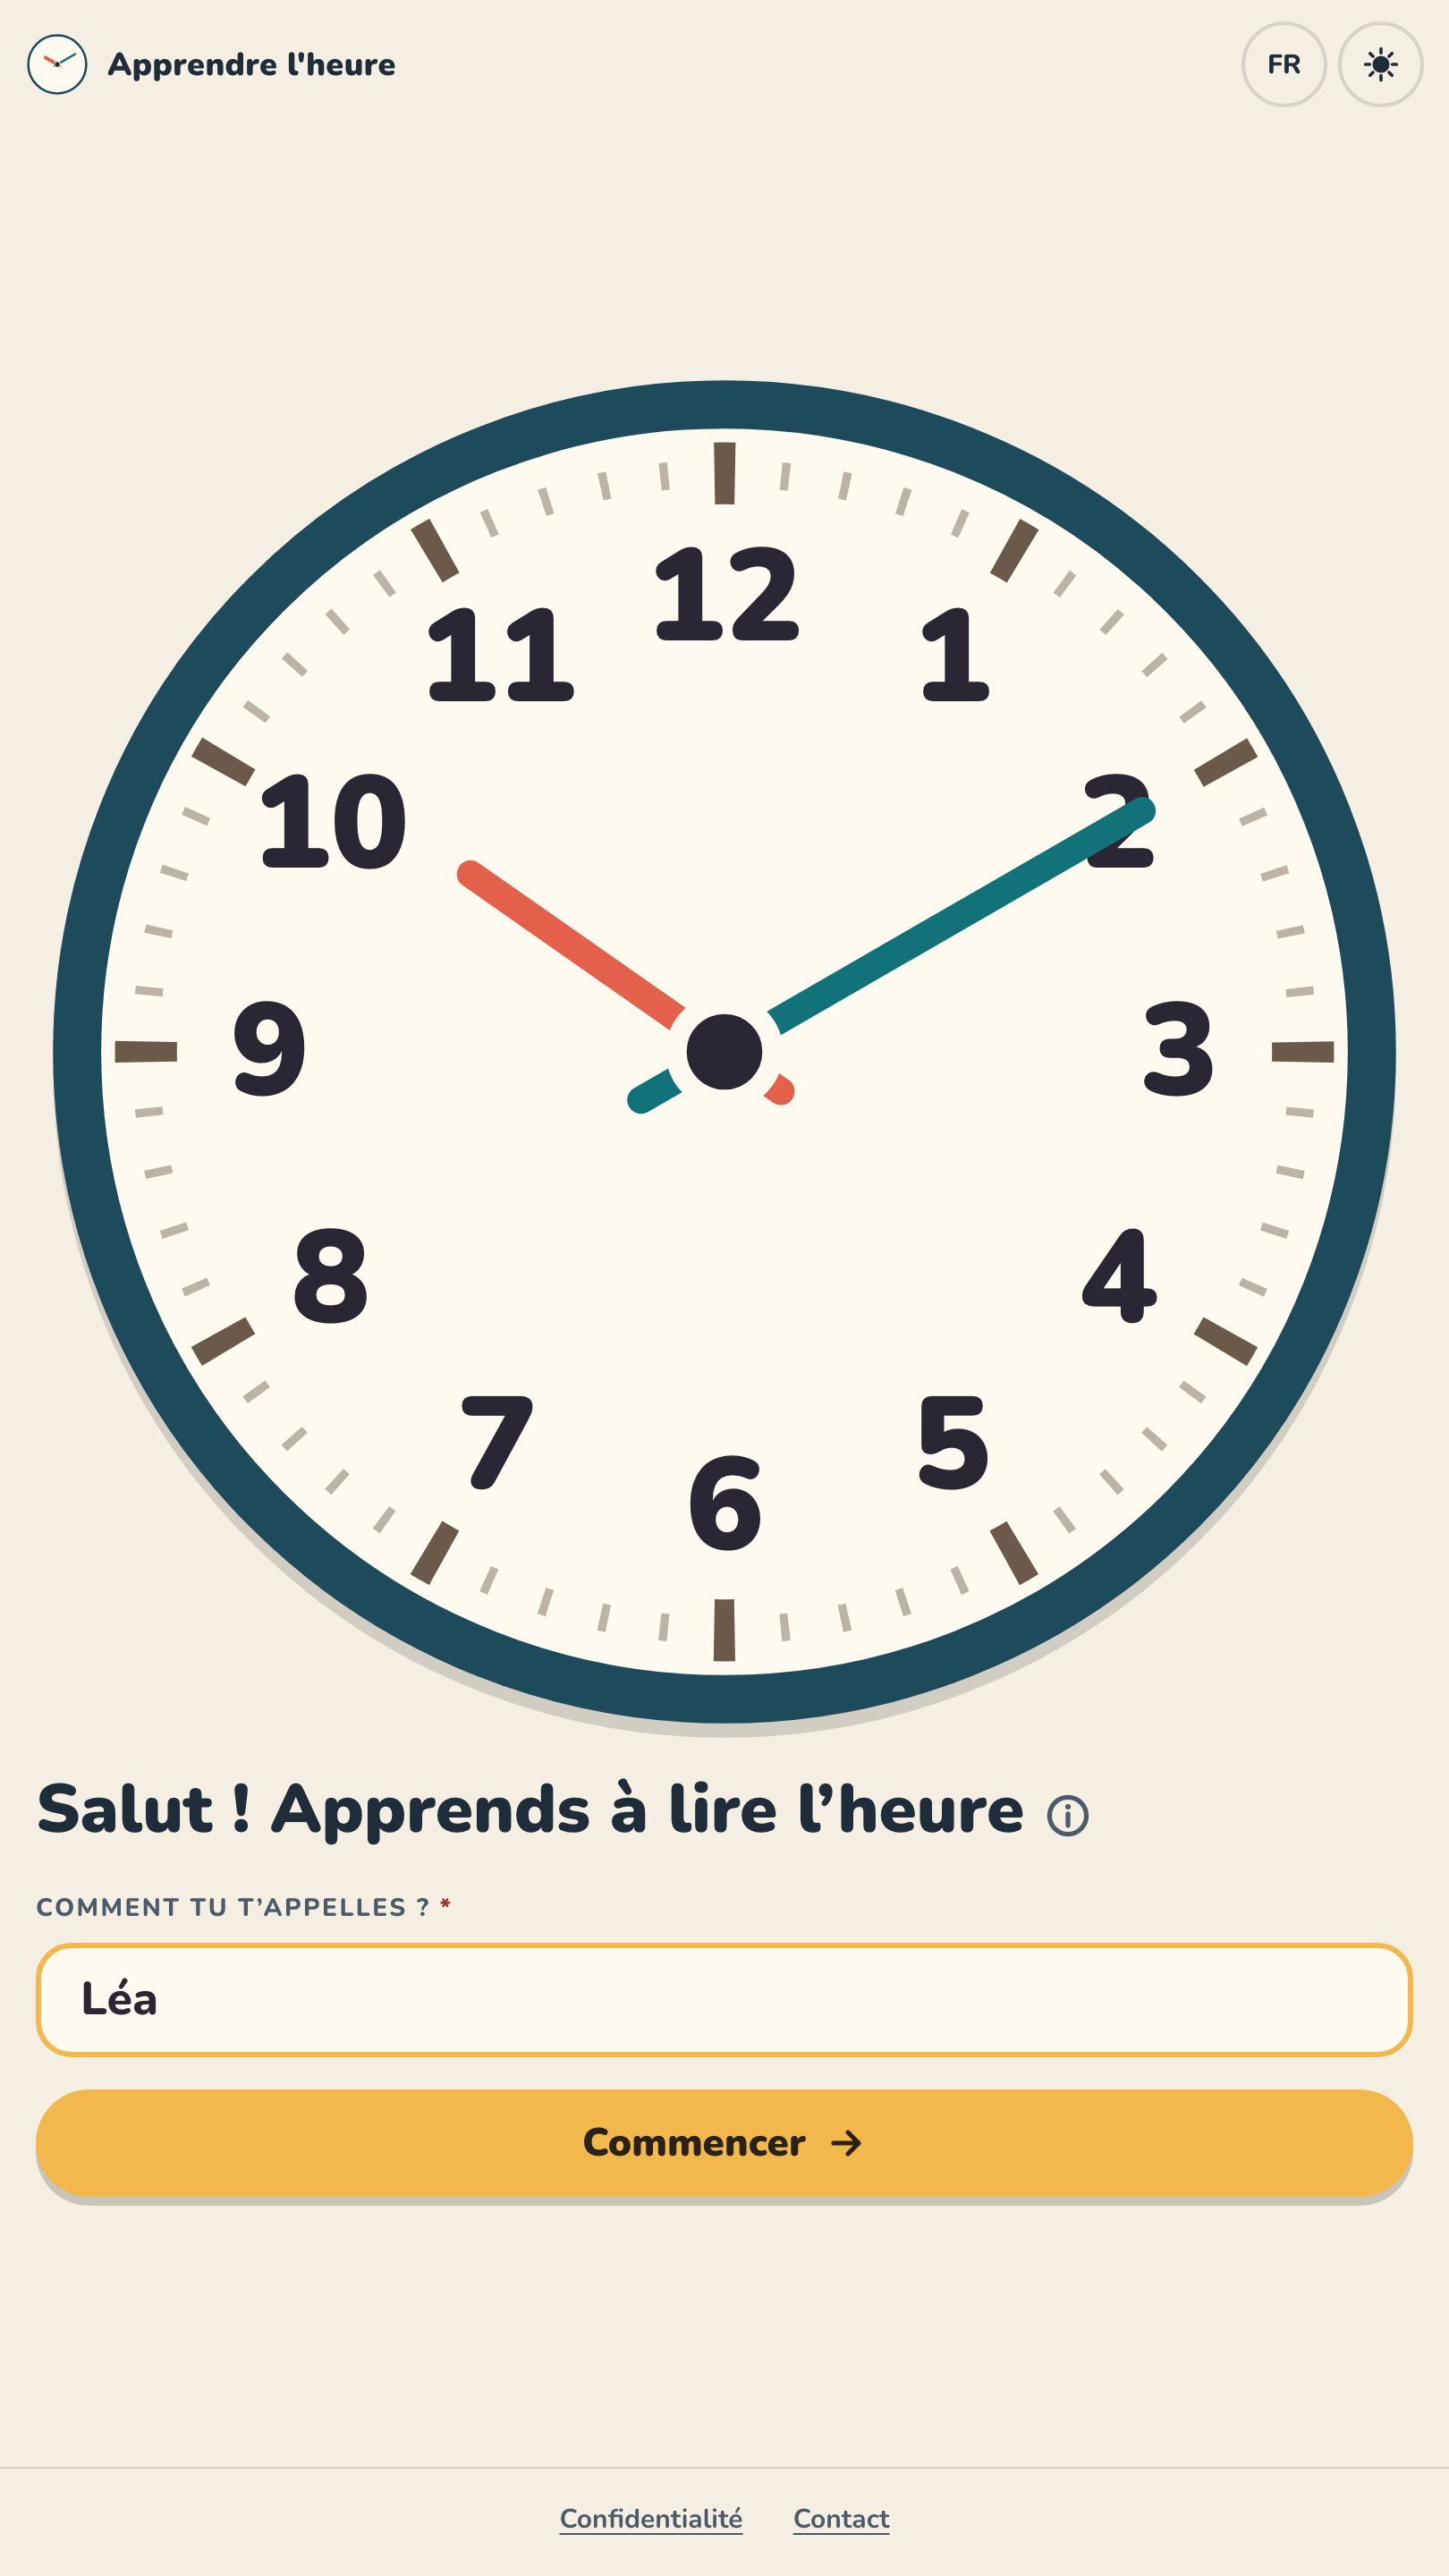 Apprendre l'heure
FR
12
11
1
10
2
9
3
8
4
7
5
6
Salut ! Apprends à lire l’heure
COMMENT TU T’APPELLES ? *
Léa
Commencer →
Confidentialité
Contact